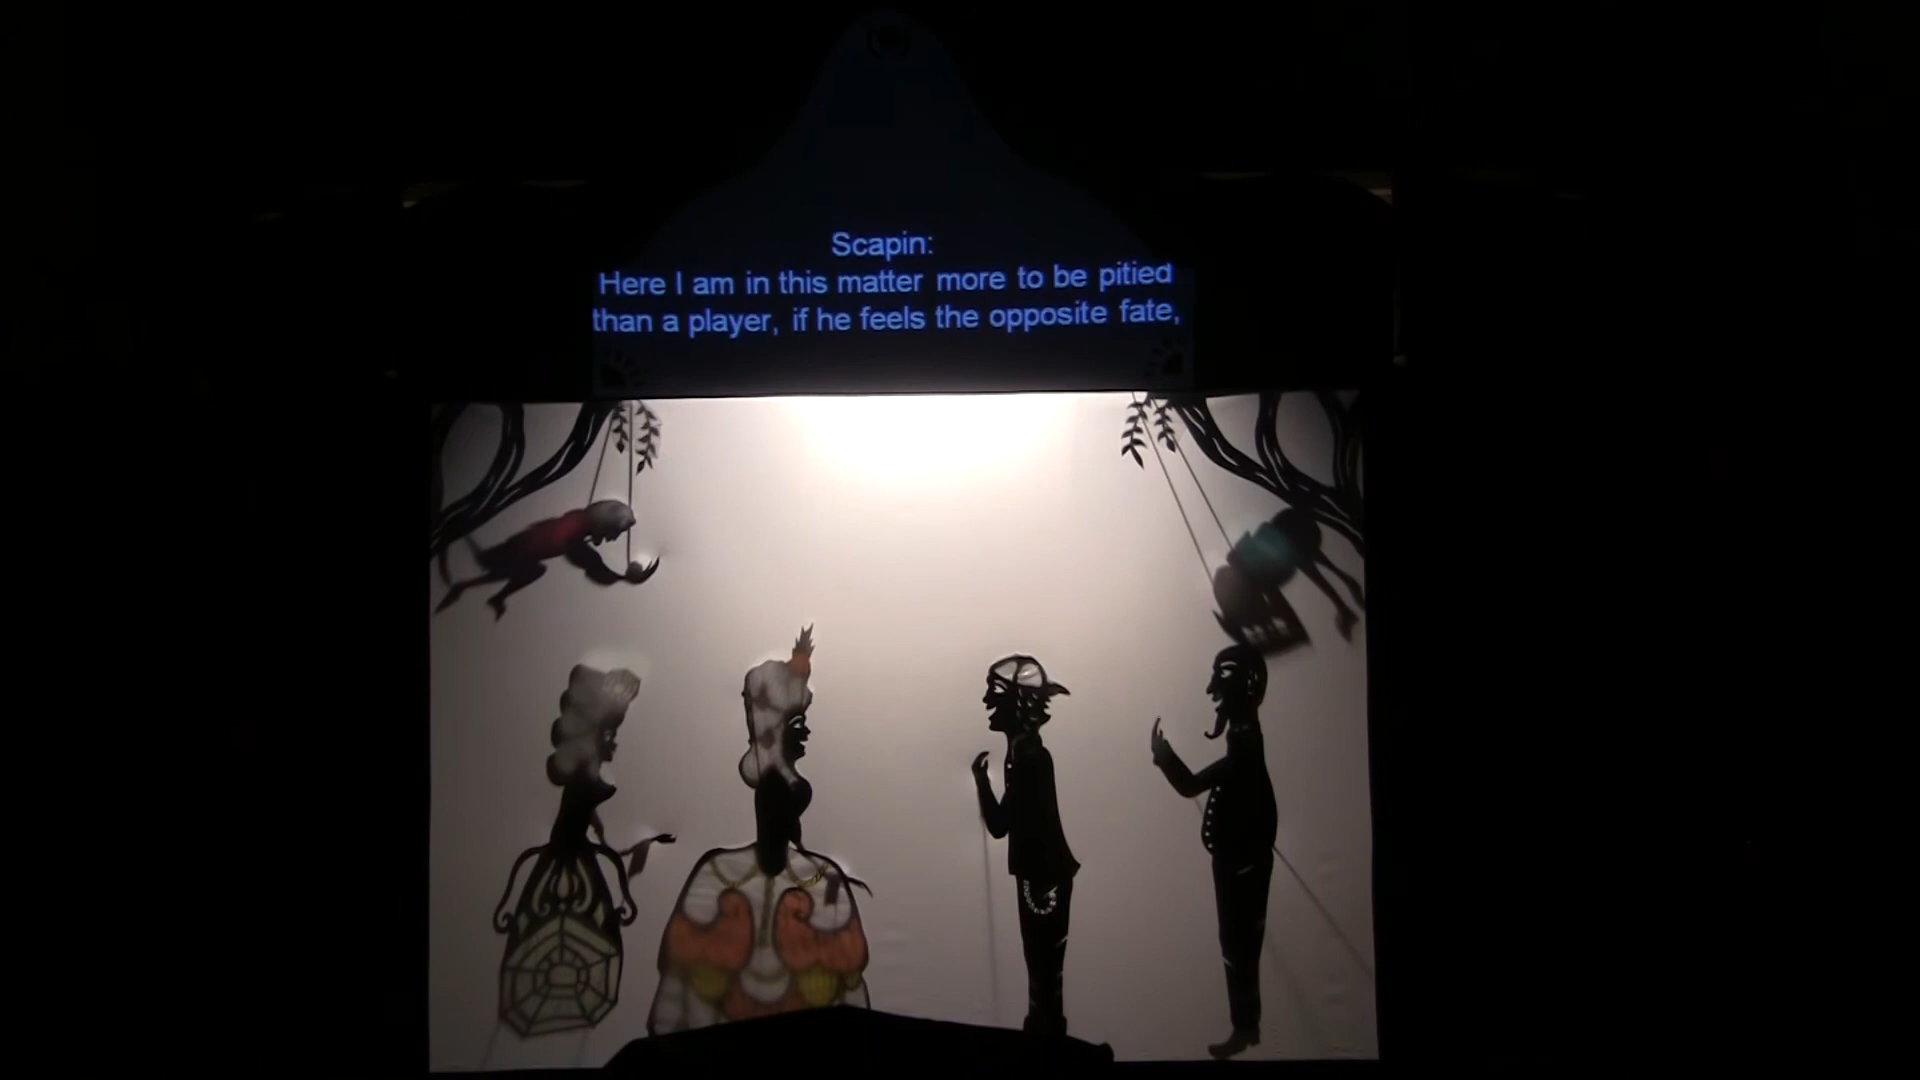 Scapin:
Here I am in this matter more to be pitied
than a player, if he feels the opposite fate,